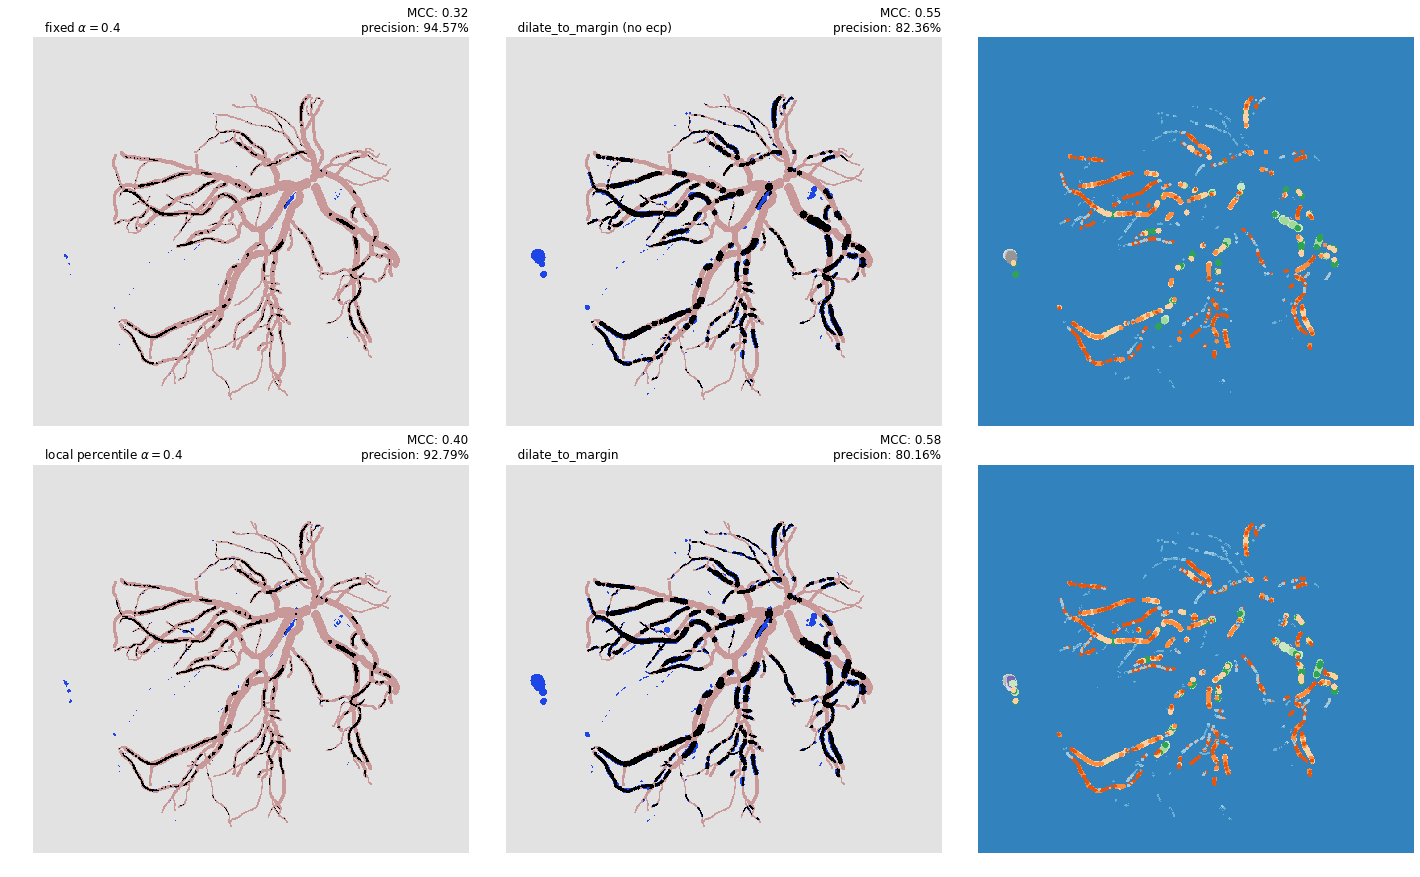 MCC: 0.32
fixed α = 0.4
precision: 94.57%
MCC: 0.55
dilate_to_margin (no ecp)
precision: 82.36%
MCC: 0.40
local percentile α = 0.4
precision: 92.79%
MCC: 0.58
dilate_to_margin
precision: 80.16%